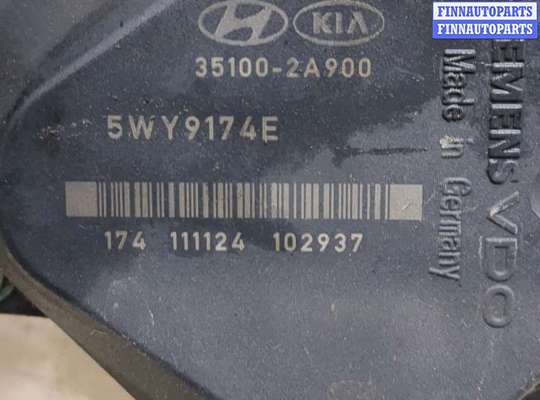 FINNAUTOPARTS
FINNAUTOPARTS
KIA
35100-2A900
5WY9174E
174 111124 102937
SIEMENS VDO
Made in Germany